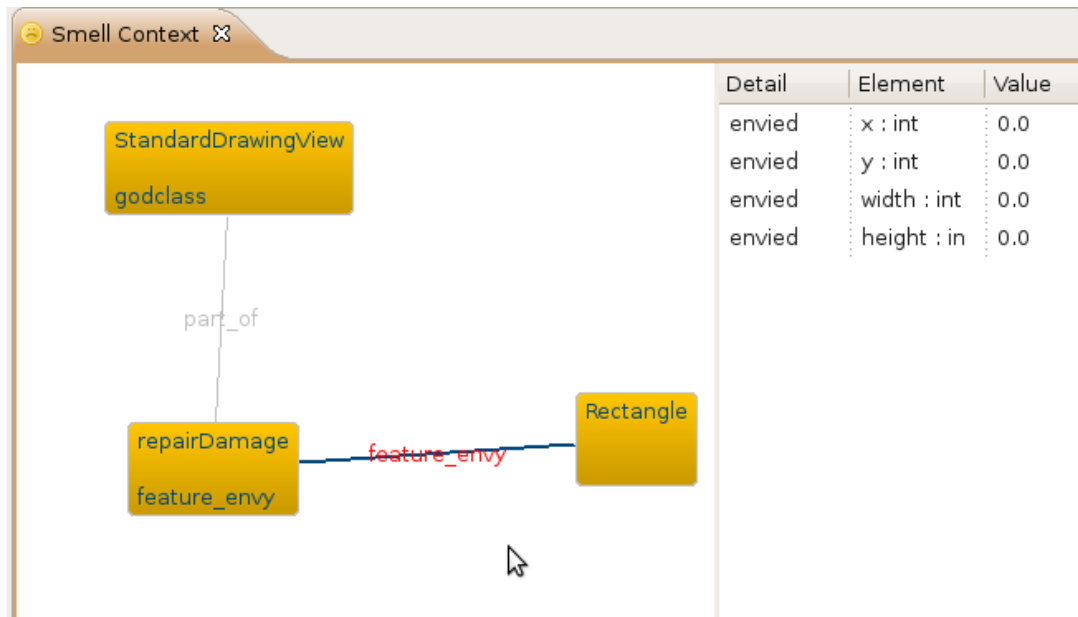 Smell Context
Detail Element Value
envied x : int 0.0
envied y : int 0.0
envied width : int 0.0
envied height : in 0.0
StandardDrawingView
godclass
part_of
repairDamage
feature_envy
feature_envy
Rectangle